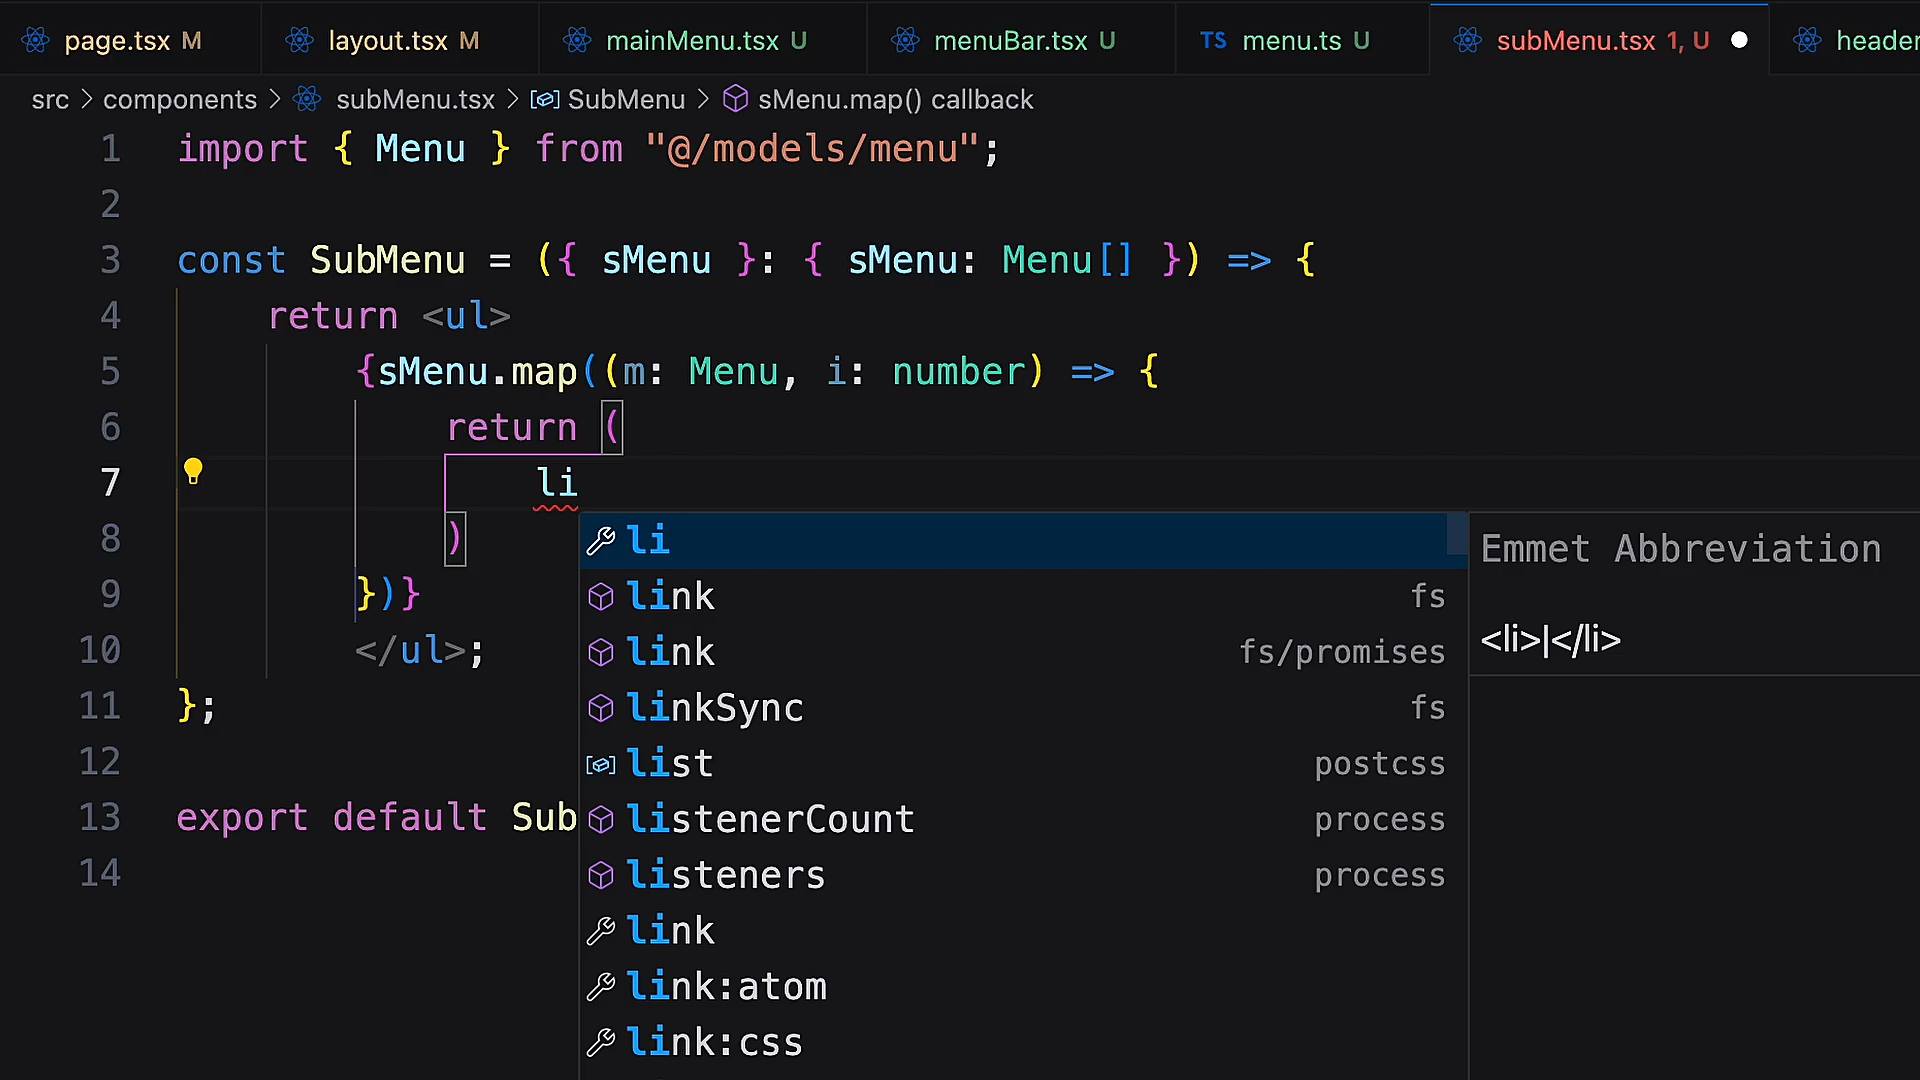 page.tsx M layout.tsx M mainMenu.tsx U menuBar.tsx U TS menu.ts U subMenu.tsx 1, U header
src > components > subMenu.tsx > SubMenu > sMenu.map() callback
1 import { Menu } from "@/models/menu";
2
3 const SubMenu = ({ sMenu }: { sMenu: Menu[] }) => {
4 return <ul>
5 {sMenu.map((m: Menu, i: number) => {
6 return (
7 li
8 )
9 })}
10 </ul>;
11 };
12
13 export default Sub
14
li
link fs
link fs/promises
linkSync fs
list postcss
listenerCount process
listeners process
link
link:atom
link:css
Emmet Abbreviation
<li>|</li>